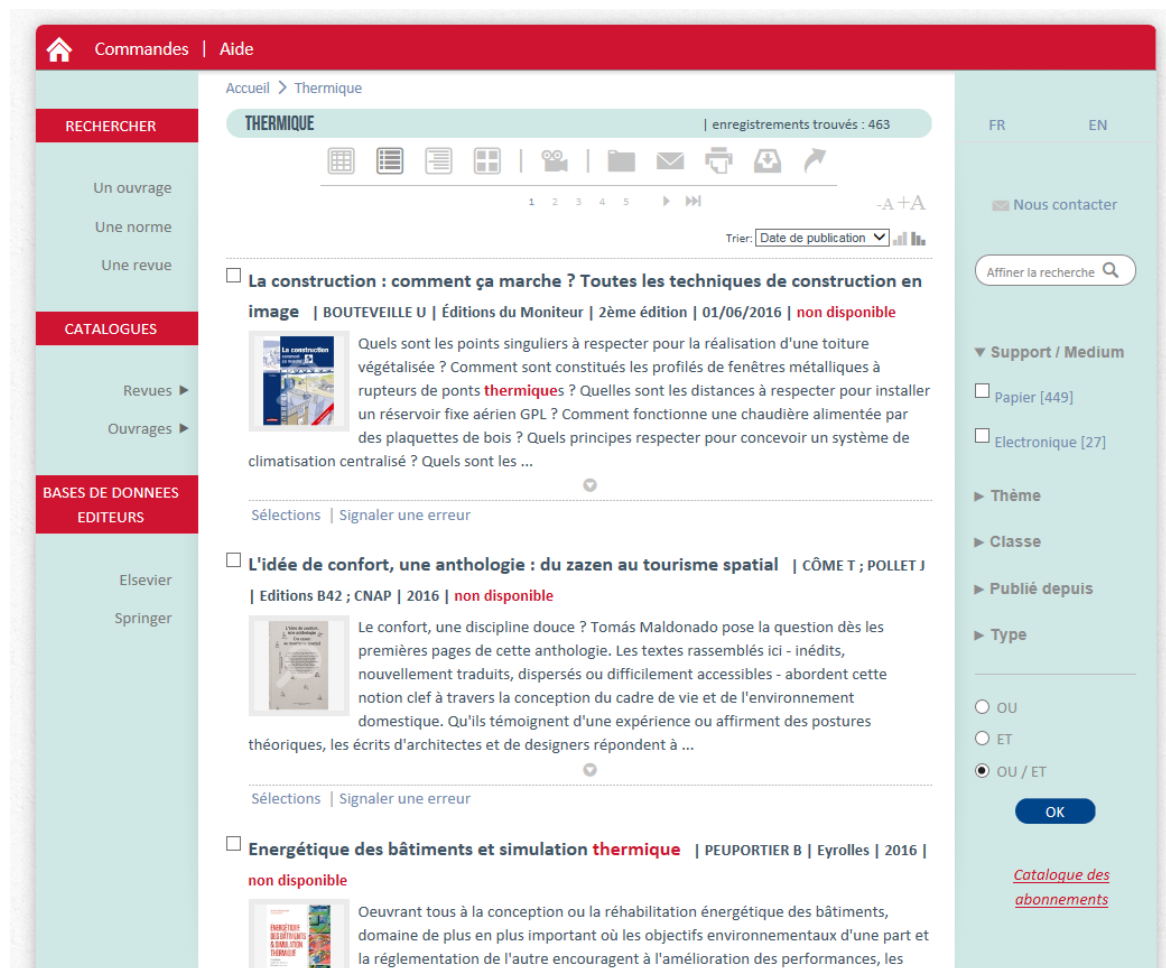 Commandes | Aide
RECHERCHER
Un ouvrage
Une norme
Une revue
CATALOGUES
Revues
Ouvrages
BASES DE DONNEES
EDITEURS
Elsevier
Springer
Accueil > Thermique
THERMIQUE | enregistrements trouvés : 463
1 2 3 4 5
-A +A
Trier: Date de publication
La construction : comment ça marche ? Toutes les techniques de construction en
image | BOUTEVEILLE U | Éditions du Moniteur | 2ème édition | 01/06/2016 | non disponible
La construction
Quels sont les points singuliers à respecter pour la réalisation d'une toiture
végétalisée ? Comment sont constitués les profilés de fenêtres métalliques à
rupteurs de ponts thermiques ? Quelles sont les distances à respecter pour installer
un réservoir fixe aérien GPL ? Comment fonctionne une chaudière alimentée par
des plaquettes de bois ? Quels principes respecter pour concevoir un système de
climatisation centralisé ? Quels sont les ...
Sélections | Signaler une erreur
L'idée de confort, une anthologie : du zazen au tourisme spatial | CÔME T ; POLLET J
| Editions B42 ; CNAP | 2016 | non disponible
Le confort, une discipline douce ? Tomás Maldonado pose la question dès les
premières pages de cette anthologie. Les textes rassemblés ici - inédits,
nouvellement traduits, dispersés ou difficilement accessibles - abordent cette
notion clef à travers la conception du cadre de vie et de l'environnement
domestique. Qu'ils témoignent d'une expérience ou affirment des postures
théoriques, les écrits d'architectes et de designers répondent à ...
Sélections | Signaler une erreur
Energétique des bâtiments et simulation thermique | PEUPORTIER B | Eyrolles | 2016 |
non disponible
ENERGÉTIQUE
DES BÂTIMENTS
& SIMULATION
THERMIQUE
Oeuvrant tous à la conception ou la réhabilitation énergétique des bâtiments,
domaine de plus en plus important où les objectifs environnementaux d'une part et
la réglementation de l'autre encouragent à l'amélioration des performances, les
FR EN
Nous contacter
Affiner la recherche
Support / Medium
Papier [449]
Electronique [27]
Thème
Classe
Publié depuis
Type
OU
ET
OU / ET
OK
Catalogue des
abonnements